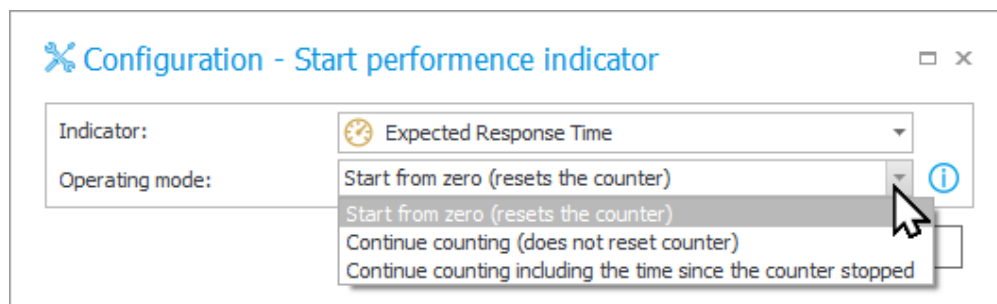 Configuration - Start performence indicator
Indicator:
Expected Response Time
Operating mode:
Start from zero (resets the counter)
Start from zero (resets the counter)
Continue counting (does not reset counter)
Continue counting including the time since the counter stopped